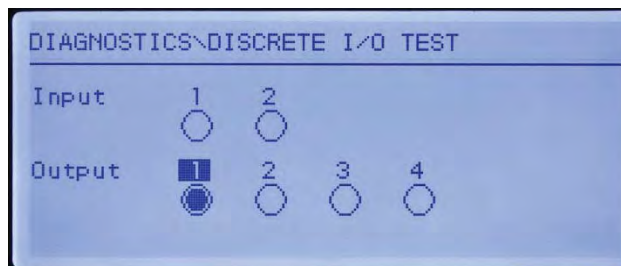 DIAGNOSTICS\DISCRETE I/O TEST
Input 1 2
Output 1 2 3 4